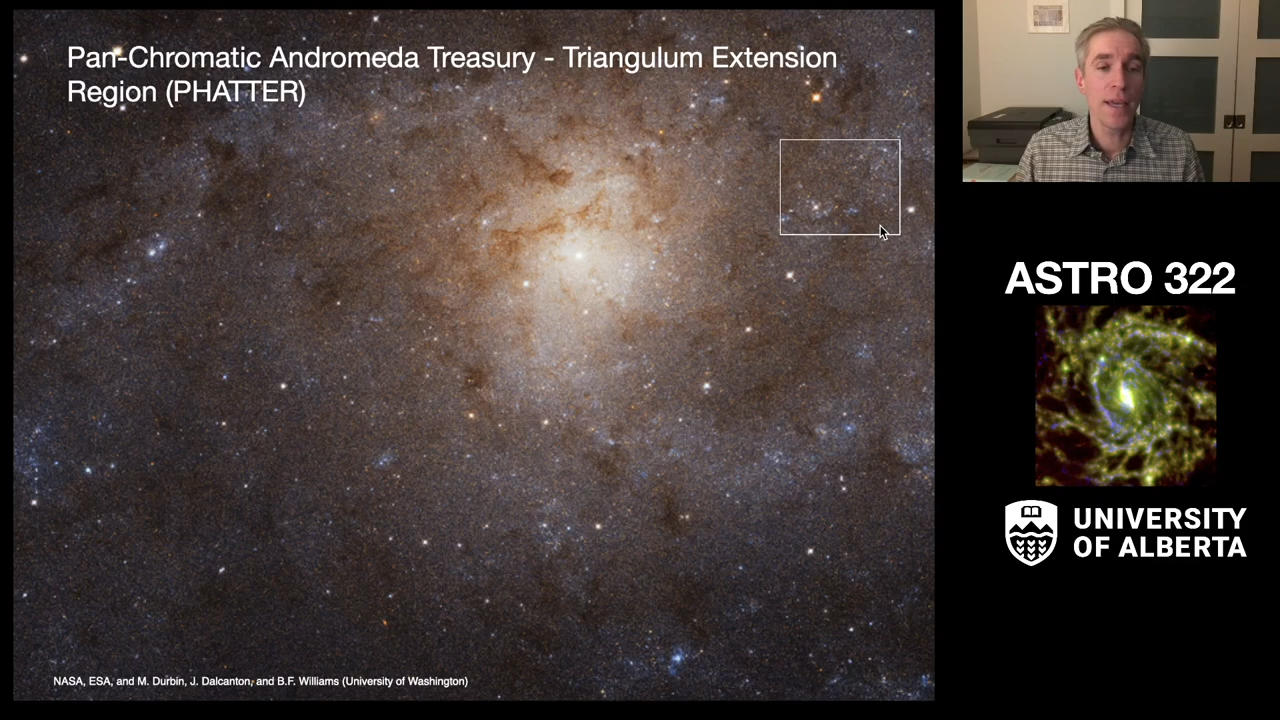 Pan-Chromatic Andromeda Treasury - Triangulum Extension
Region (PHATTER)
NASA, ESA, and M. Durbin, J. Dalcanton, and B.F. Williams (University of Washington)
ASTRO 322
UNIVERSITY
OF ALBERTA